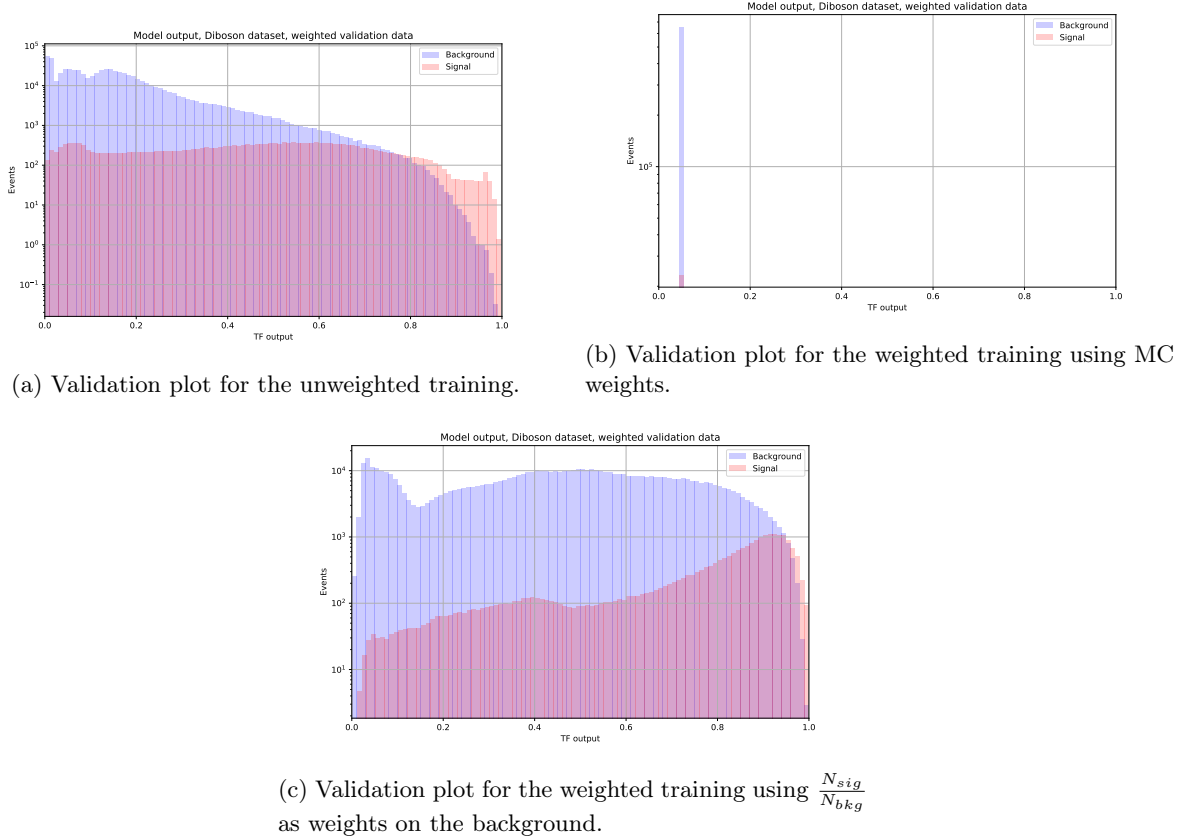 Model output, Diboson dataset, weighted validation data
Background
Signal
10^5
10^4
10^3
10^2
10^1
10^0
10^−1
Events
0.0 0.2 0.4 0.6 0.8 1.0
TF output
(a) Validation plot for the unweighted training.
Model output, Diboson dataset, weighted validation data
Background
Signal
10^5
Events
0.0 0.2 0.4 0.6 0.8 1.0
TF output
(b) Validation plot for the weighted training using MC
weights.
Model output, Diboson dataset, weighted validation data
Background
Signal
10^4
10^3
10^2
10^1
Events
0.0 0.2 0.4 0.6 0.8 1.0
TF output
(c) Validation plot for the weighted training using N_sig/N_bkg
as weights on the background.